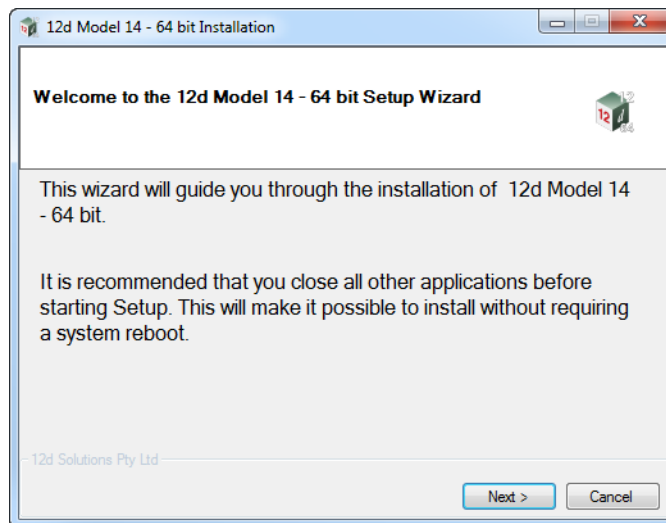 12d Model 14 - 64 bit Installation
Welcome to the 12d Model 14 - 64 bit Setup Wizard
12
12 d
64
This wizard will guide you through the installation of 12d Model 14
- 64 bit.
It is recommended that you close all other applications before
starting Setup. This will make it possible to install without requiring
a system reboot.
12d Solutions Pty Ltd
Next >
Cancel